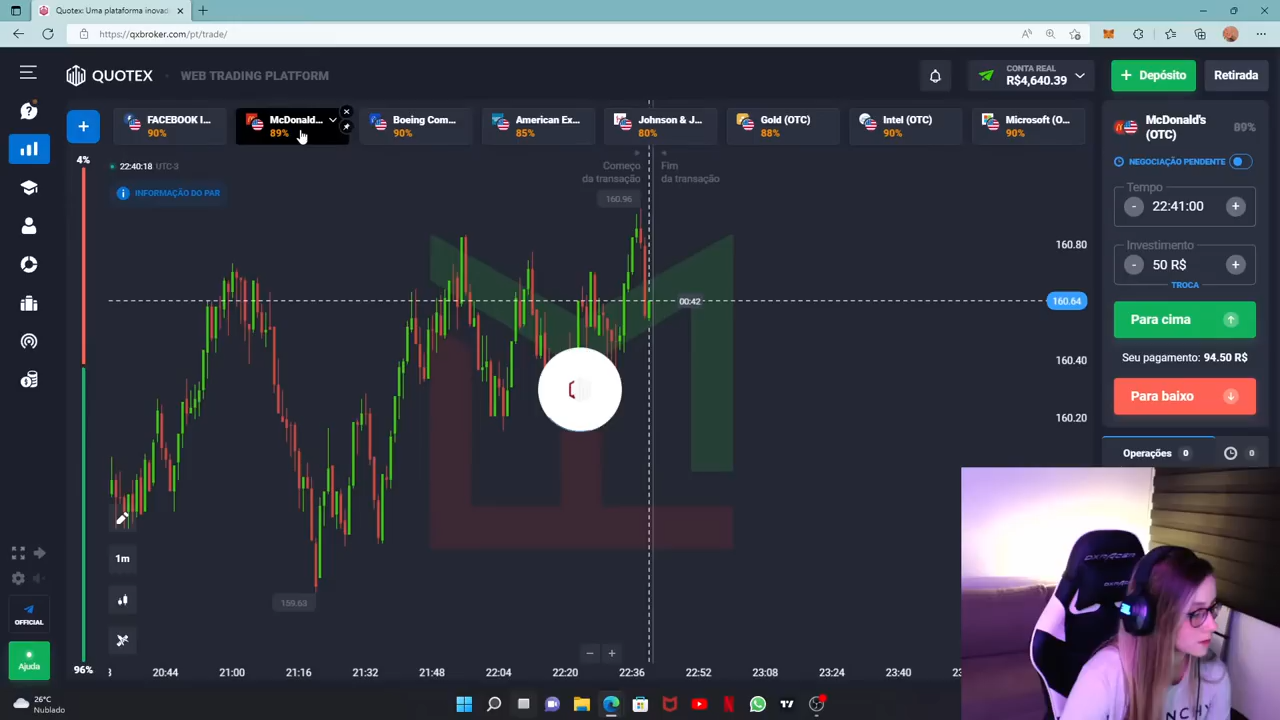 Quotex: Uma plataforma inovad
https://qxbroker.com/pt/trade/
QUOTEX
WEB TRADING PLATFORM
CONTA REAL
R$4,640.39
+ Depósito
Retirada
FACEBOOK I...
90%
McDonald...
89%
Boeing Com...
90%
American Ex...
85%
Johnson & J...
80%
Gold (OTC)
88%
Intel (OTC)
90%
Microsoft (O...
90%
4%
22:40:18 UTC-3
INFORMAÇÃO DO PAR
Começo
da transação
Fim
da transação
160.96
160.80
160.64
00:42
160.40
160.20
159.63
1m
96%
20:44
21:00
21:16
21:32
21:48
22:04
22:20
22:36
22:52
23:08
23:24
23:40
McDonald's
(OTC)
89%
NEGOCIAÇÃO PENDENTE
Tempo
- 22:41:00 +
Investimento
- 50 R$ +
TROCA
Para cima
Seu pagamento: 94.50 R$
Para baixo
Operações 0
0
OFFICIAL
Ajuda
26°C
Nublado
DXRACER